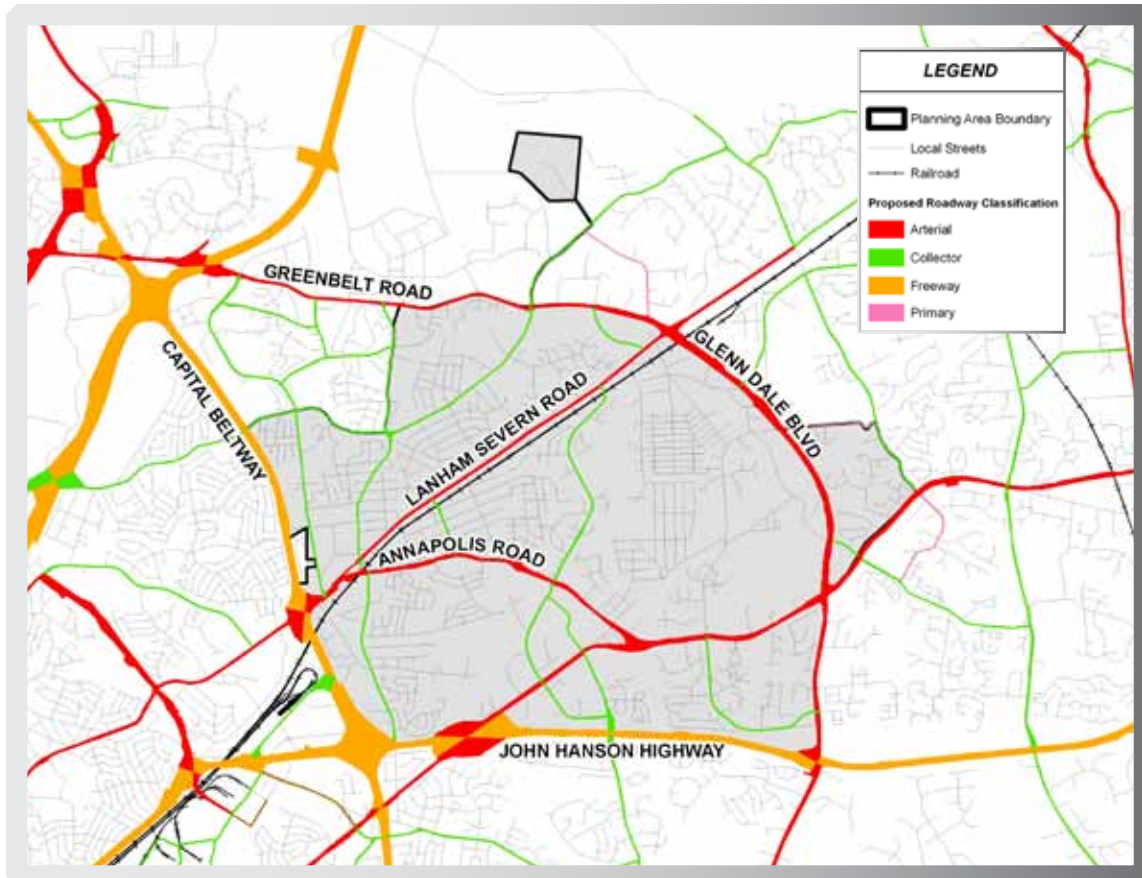 LEGEND
Planning Area Boundary
Local Streets
Railroad
Proposed Roadway Classification
Arterial
Collector
Freeway
Primary
GREENBELT ROAD
CAPITAL BELTWAY
GLENN DALE BLVD
LANHAM SEVERN ROAD
ANNAPOLIS ROAD
JOHN HANSON HIGHWAY